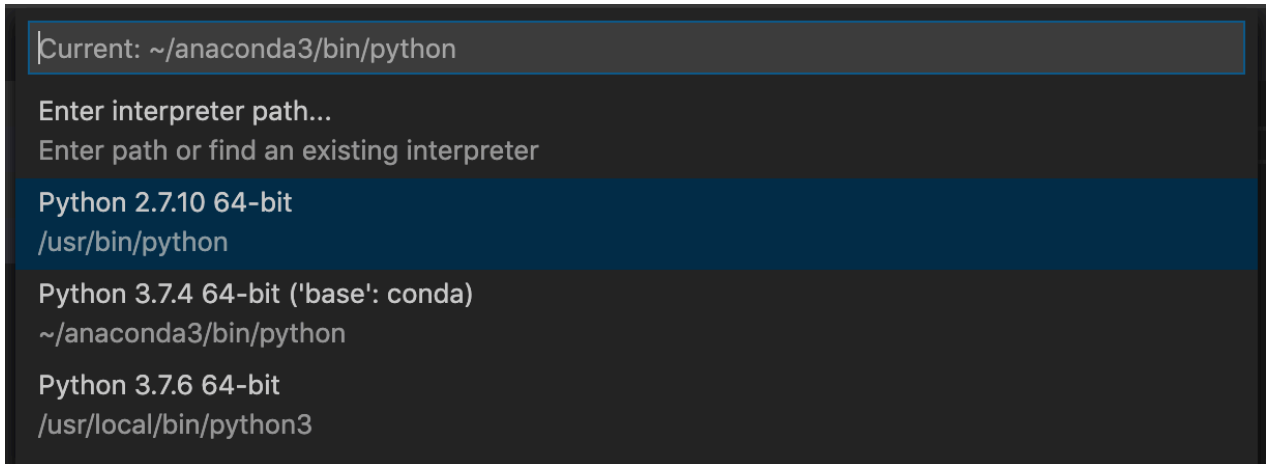 Current: ~/anaconda3/bin/python
Enter interpreter path...
Enter path or find an existing interpreter
Python 2.7.10 64-bit
/usr/bin/python
Python 3.7.4 64-bit ('base': conda)
~/anaconda3/bin/python
Python 3.7.6 64-bit
/usr/local/bin/python3